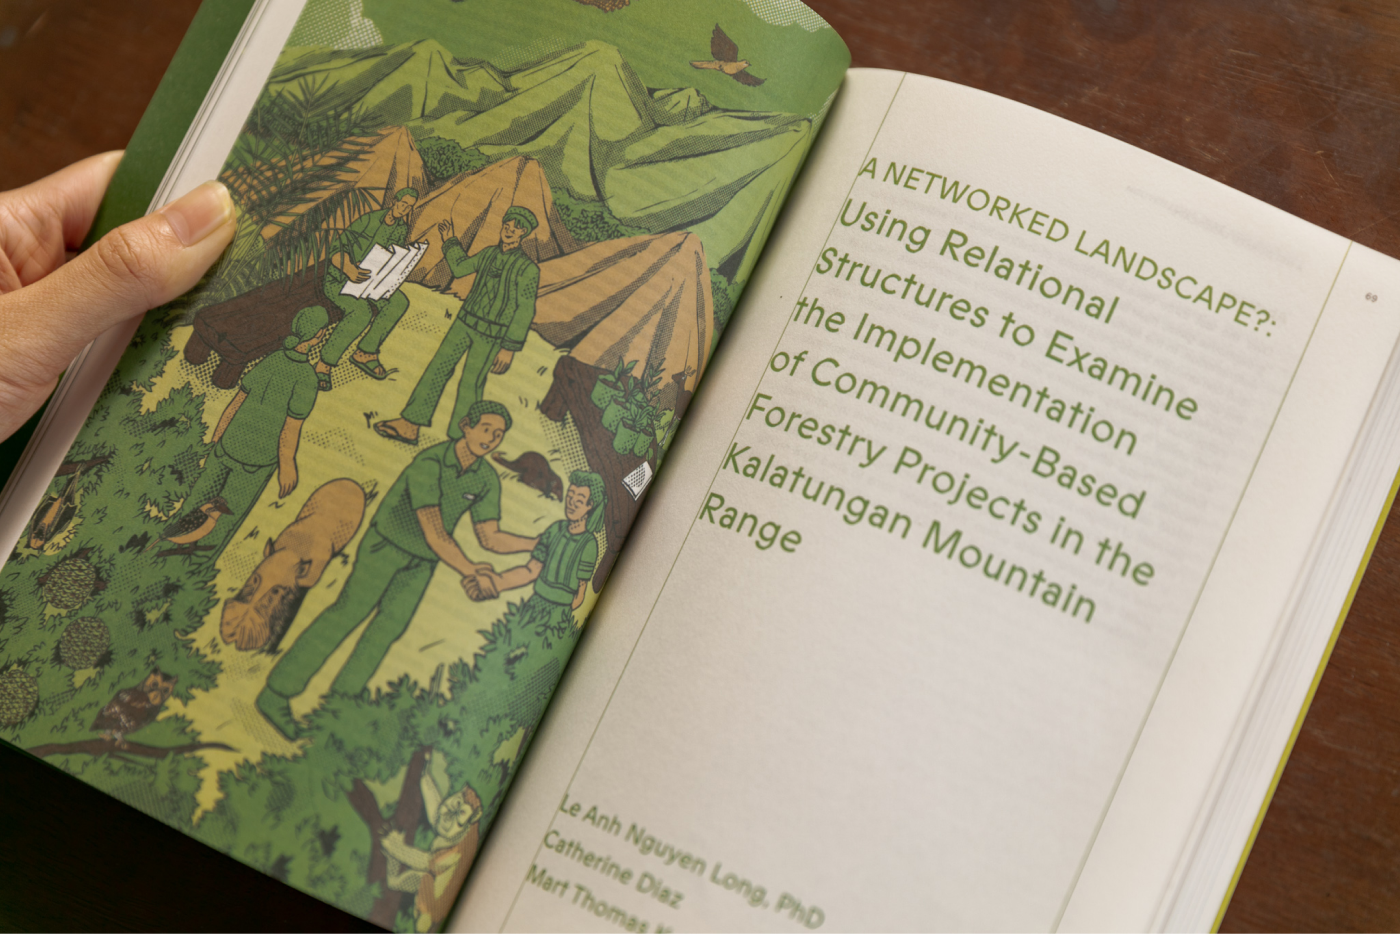 69
A NETWORKED LANDSCAPE?:
Using Relational
Structures to Examine
the Implementation
of Community-Based
Forestry Projects in the
Kalatungan Mountain
Range
Le Anh Nguyen Long, PhD
Catherine Diaz
Mart Thomas